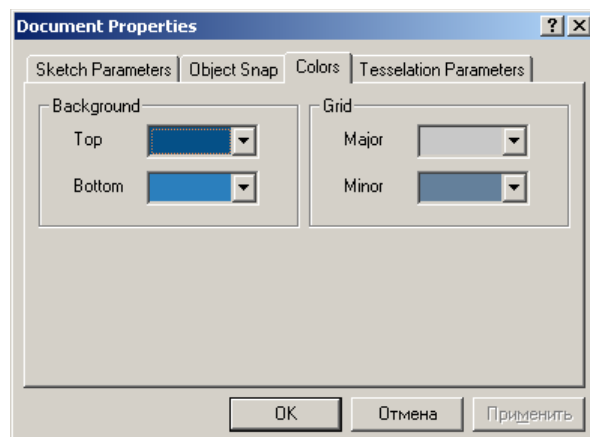 Document Properties
Sketch Parameters Object Snap Colors Tesselation Parameters
Background Grid
Top Major
Bottom Minor
OK Отмена Применить